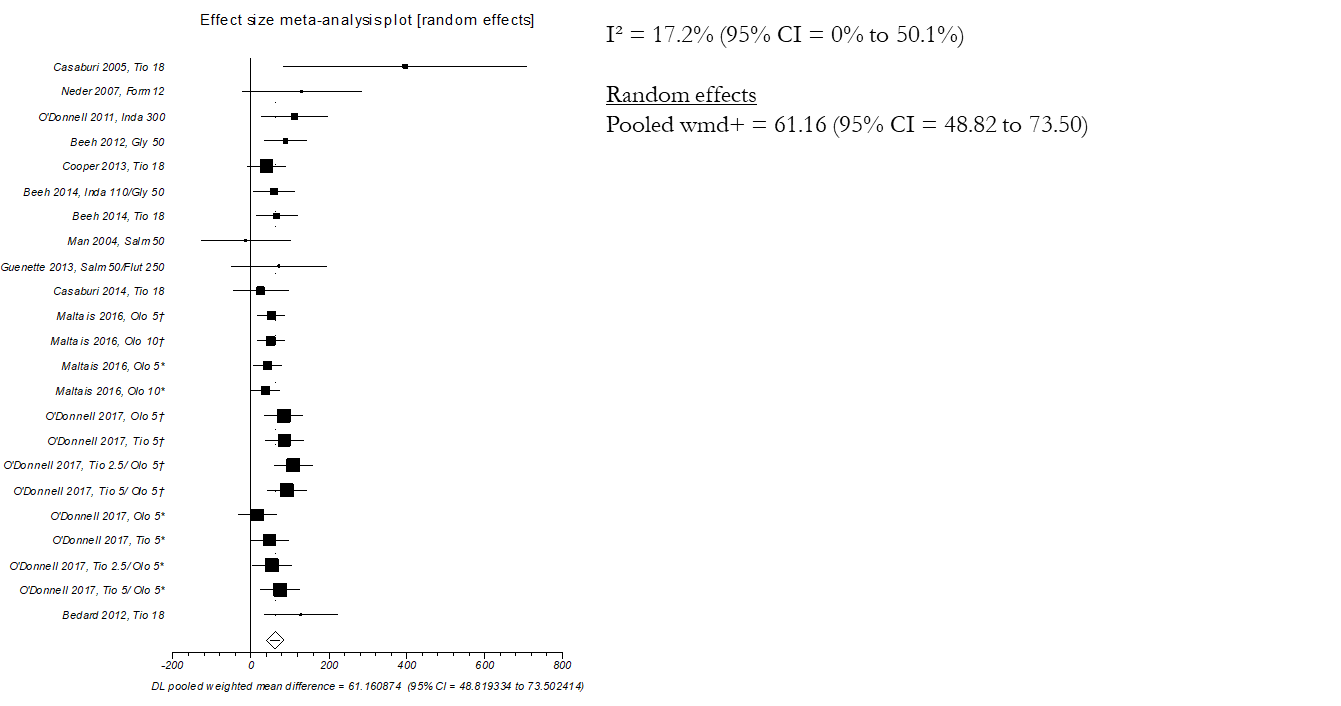 Effect size meta-analysis plot [random effects]
I² = 17.2% (95% CI = 0% to 50.1%)
Random effects
Pooled wmd+ = 61.16 (95% CI = 48.82 to 73.50)
Casaburi 2005, Tio 18
Neder 2007, Form 12
O'Donnell 2011, Inda 300
Beeh 2012, Gly 50
Cooper 2013, Tio 18
Beeh 2014, Inda 110/Gly 50
Beeh 2014, Tio 18
Man 2004, Salm 50
Guenette 2013, Salm 50/Flut 250
Casaburi 2014, Tio 18
Maltais 2016, Olo 5†
Maltais 2016, Olo 10†
Maltais 2016, Olo 5*
Maltais 2016, Olo 10*
O'Donnell 2017, Olo 5†
O'Donnell 2017, Tio 5†
O'Donnell 2017, Tio 2.5/ Olo 5†
O'Donnell 2017, Tio 5/ Olo 5†
O'Donnell 2017, Olo 5*
O'Donnell 2017, Tio 5*
O'Donnell 2017, Tio 2.5/Olo 5*
O'Donnell 2017, Tio 5/ Olo 5*
Bedard 2012, Tio 18
-200 0 200 400 600 800
DL pooled weighted mean difference = 61.160874 (95% CI = 48.819334 to 73.502414)